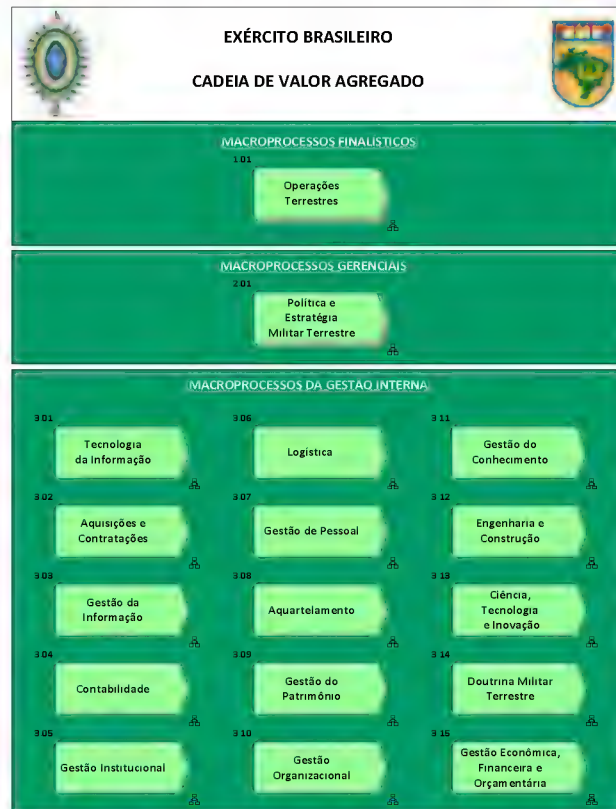 EXÉRCITO BRASILEIRO
CADEIA DE VALOR AGREGADO
MACROPROCESSOS FINALÍSTICOS
1.01
Operações
Terrestres
MACROPROCESSOS GERENCIAIS
2.01
Política e
Estratégia
Militar Terrestre
MACROPROCESSOS DA GESTÃO INTERNA
3.01
Tecnologia
da Informação
3.02
Aquisições e
Contratações
3.03
Gestão da
Informação
3.04
Contabilidade
3.05
Gestão Institucional
3.06
Logística
3.07
Gestão de Pessoal
3.08
Aquartelamento
3.09
Gestão do
Patrimônio
3.10
Gestão
Organizacional
3.11
Gestão do
Conhecimento
3.12
Engenharia e
Construção
3.13
Ciência,
Tecnologia
e Inovação
3.14
Doutrina Militar
Terrestre
3.15
Gestão Econômica,
Financeira e
Orçamentária